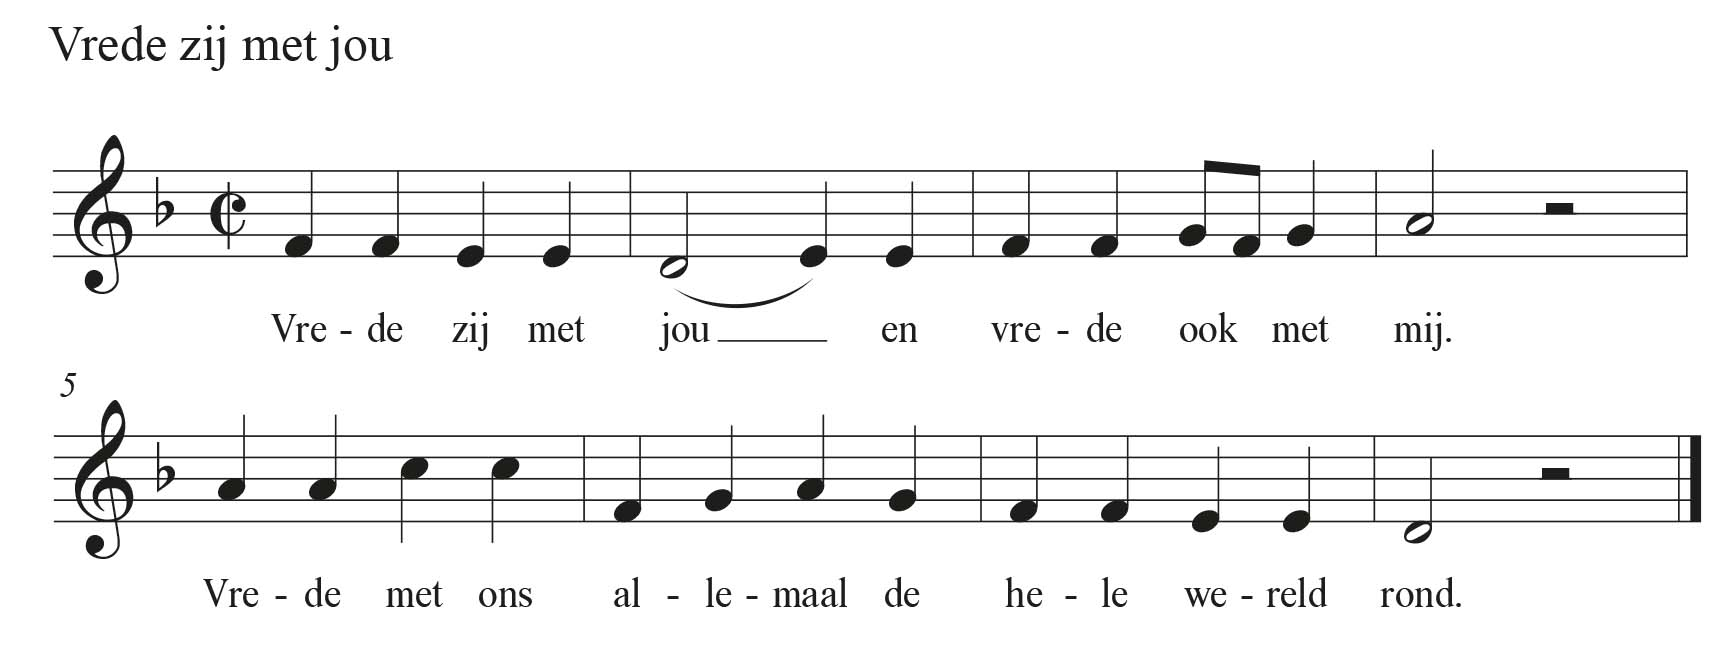 Vrede zij met jou
Vre - de zij met jou en vre - de ook met mij.
5
Vre - de met ons al - le - maal de he - le we - reld rond.